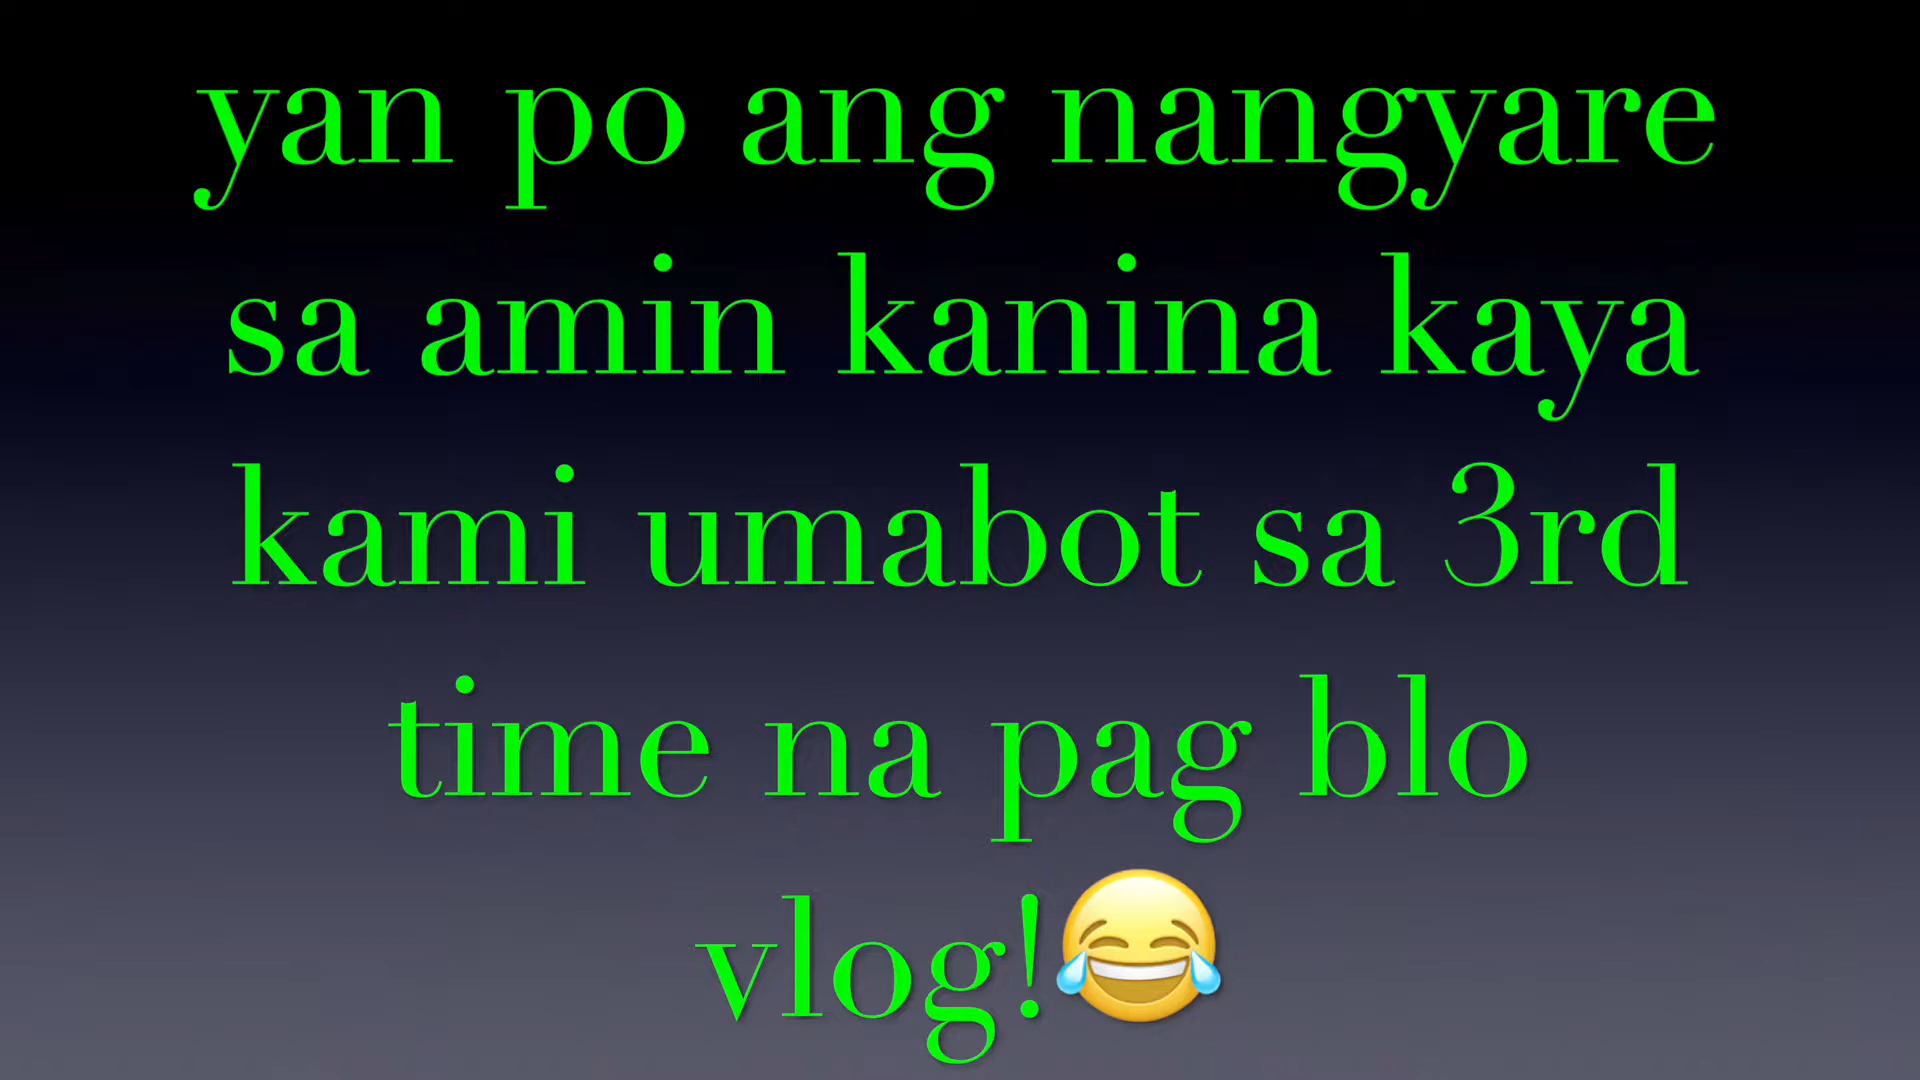 yan po ang nangyare
sa amin kanina kaya
kami umabot sa 3rd
time na pag blo
vlog!😂